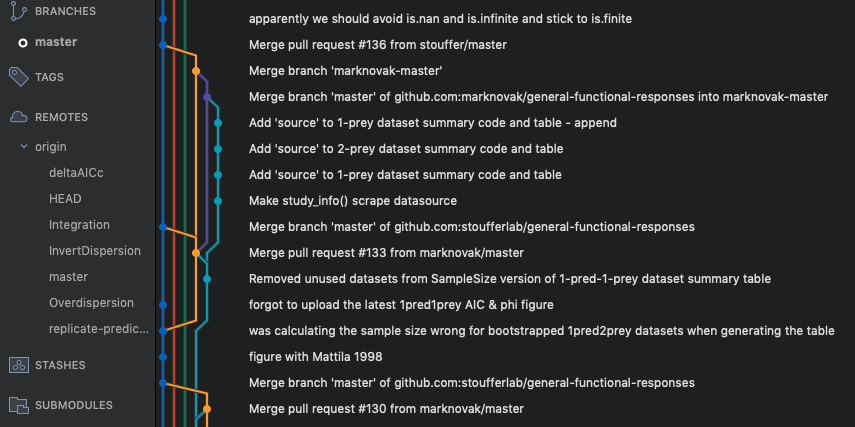 BRANCHES
master
TAGS
REMOTES
origin
deltaAICc
HEAD
Integration
InvertDispersion
master
Overdispersion
replicate-predic...
STASHES
SUBMODULES
apparently we should avoid is.nan and is.infinite and stick to is.finite
Merge pull request #136 from stouffer/master
Merge branch 'marknovak-master'
Merge branch 'master' of github.com:marknovak/general-functional-responses into marknovak-master
Add 'source' to 1-prey dataset summary code and table - append
Add 'source' to 2-prey dataset summary code and table
Add 'source' to 1-prey dataset summary code and table
Make study_info() scrape datasource
Merge branch 'master' of github.com:stoufferlab/general-functional-responses
Merge pull request #133 from marknovak/master
Removed unused datasets from SampleSize version of 1-pred-1-prey dataset summary table
forgot to upload the latest 1pred1prey AIC & phi figure
was calculating the sample size wrong for bootstrapped 1pred2prey datasets when generating the table
figure with Mattila 1998
Merge branch 'master' of github.com:stoufferlab/general-functional-responses
Merge pull request #130 from marknovak/master